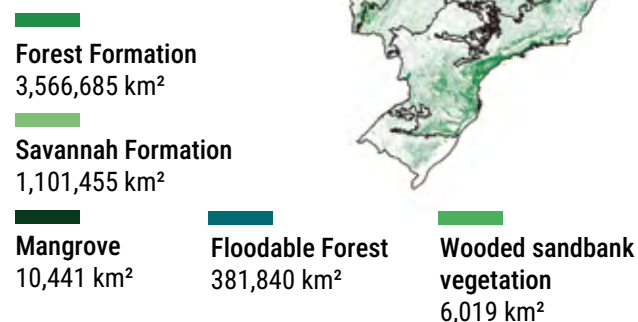 Forest Formation
3,566,685 km²
Savannah Formation
1,101,455 km²
Mangrove
10,441 km²
Floodable Forest
381,840 km²
Wooded sandbank
vegetation
6,019 km²